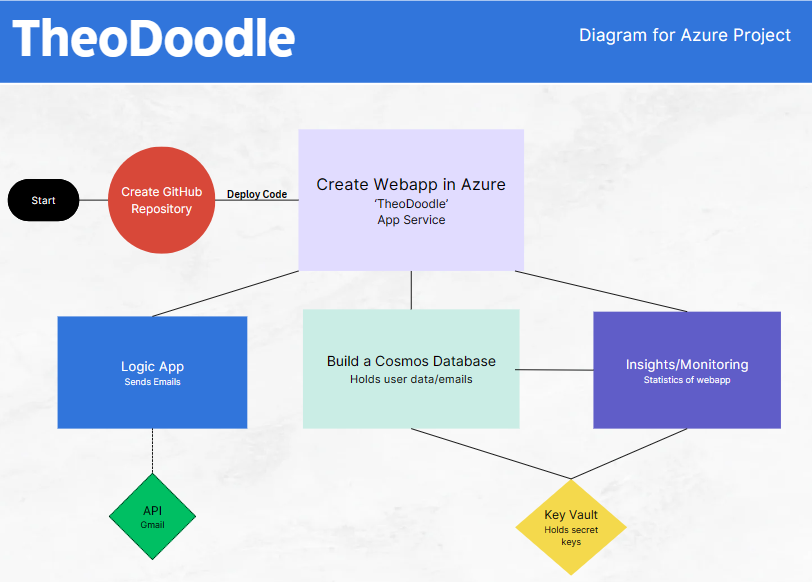 TheoDoodle
Diagram for Azure Project
Start
Create GitHub
Repository
Deploy Code
Create Webapp in Azure
‘TheoDoodle’
App Service
Logic App
Sends Emails
Build a Cosmos Database
Holds user data/emails
Insights/Monitoring
Statistics of webapp
API
Gmail
Key Vault
Holds secret
keys